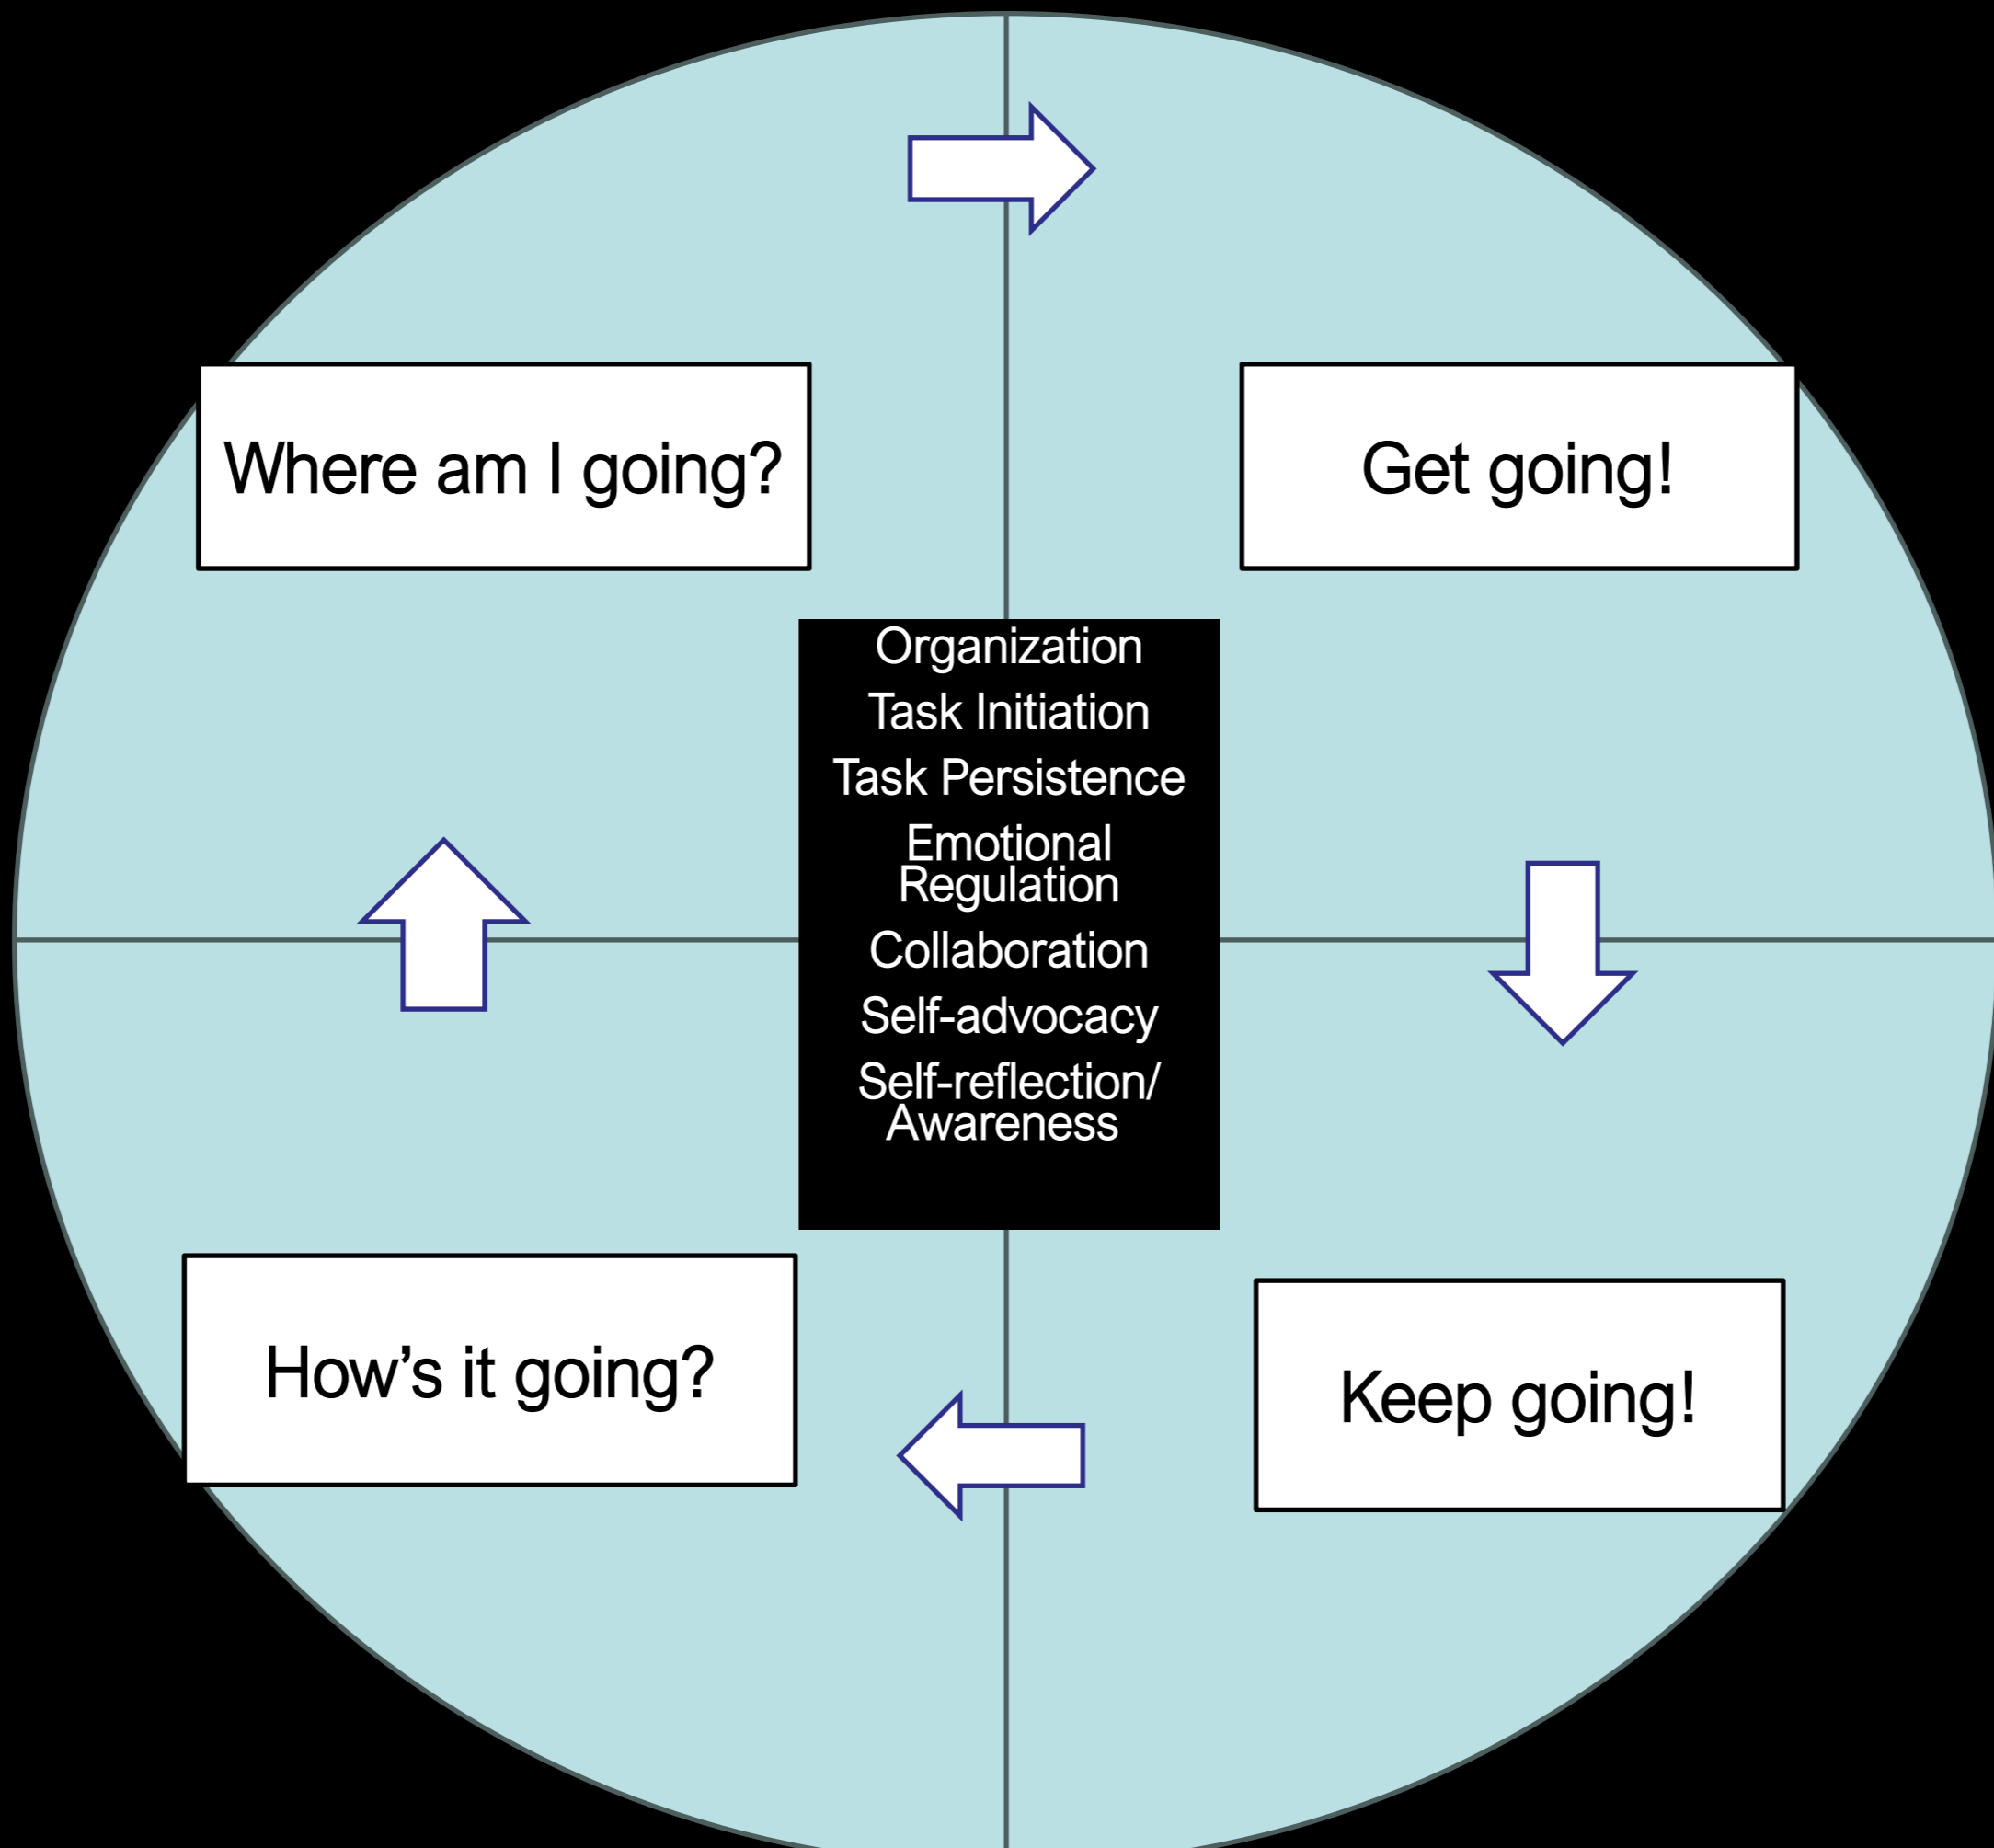 Where am I going?
Get going!
Organization
Task Initiation
Task Persistence
Emotional
Regulation
Collaboration
Self-advocacy
Self-reflection/
Awareness
How’s it going?
Keep going!